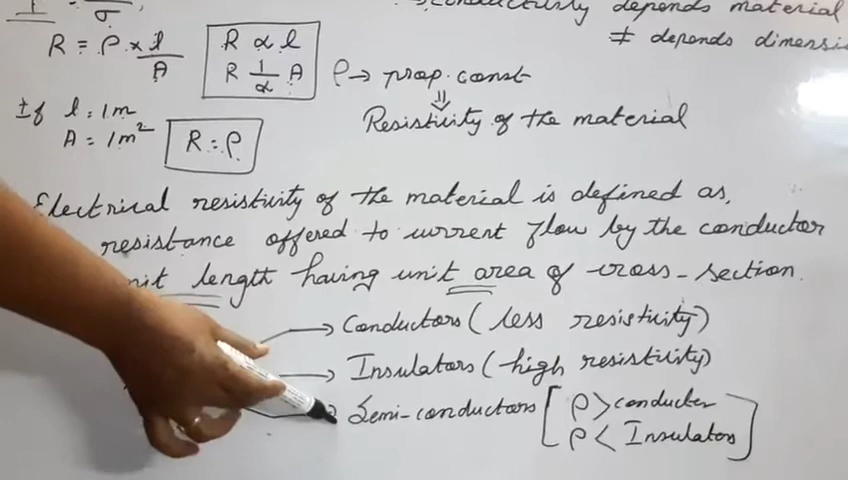 depends material
≠ depends
R = ρ × l/A
R α l
R 1/α A
ρ → prop. const
⇓
Resistivity of the material
If l = 1m
A = 1m²
R = ρ
Electrical resistivity of the material is defined as,
resistance offered to current flow by the conductor
length having unit area of cross-section.
→ Conductors (less resistivity)
→ Insulators (high resistivity)
Semi-conductors [ρ > conductor
ρ < Insulators]